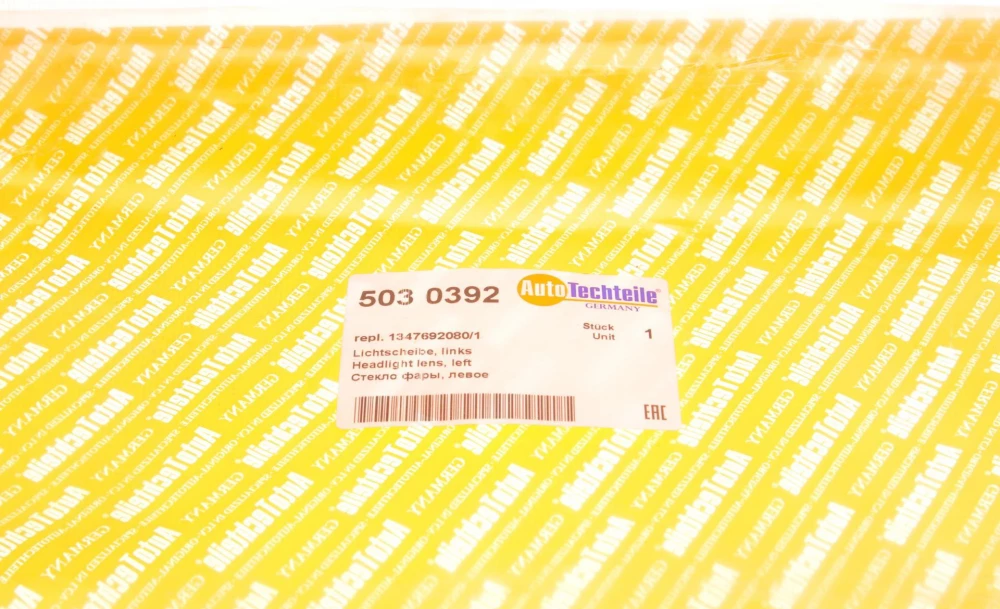 503 0392
AutoTechteile®
GERMANY
repl. 1347692080/1
Stück
Unit 1
Lichtscheibe, links
Headlight lens, left
Стекло фары, левое
EAC